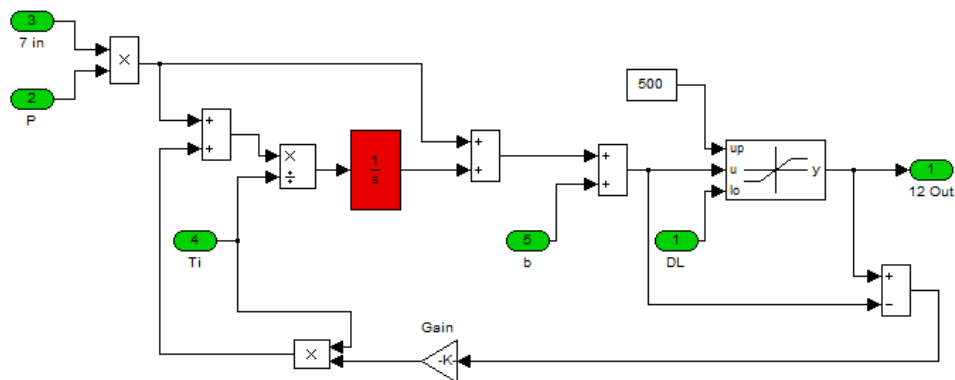 3
7 in
×
2
P
+
+
×
÷
1
s
+
+
+
+
500
up
u
lo
y
1
12 Out
4
Ti
5
b
1
DL
+
−
Gain
×
-K-